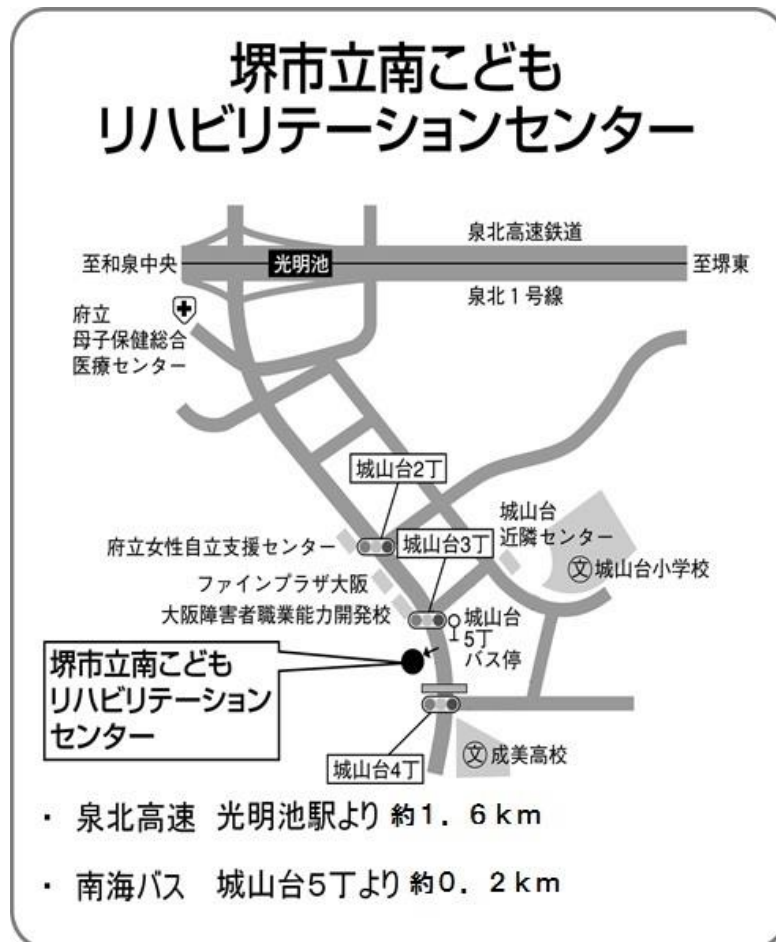 堺市立南こども
リハビリテーションセンター
泉北高速鉄道
至和泉中央
光明池
至堺東
泉北1号線
府立
母子保健総合
医療センター
城山台2丁
城山台
近隣センター
府立女性自立支援センター
城山台3丁
文城山台小学校
ファインプラザ大阪
大阪障害者職業能力開発校
城山台
5丁
バス停
堺市立南こども
リハビリテーション
センター
文成美高校
城山台4丁
・ 泉北高速 光明池駅より 約1.6km
・ 南海バス 城山台5丁より 約0.2km